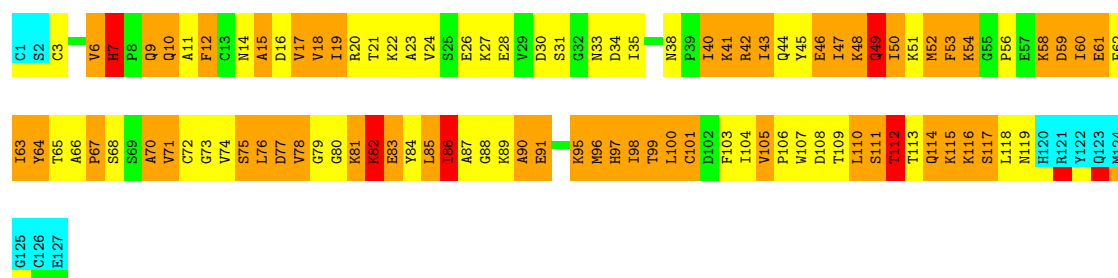 C1 S2 C3 V6 H7 P8 Q9 Q10 A11 F12 C13 N14 A15 D16 V17 V18 I19 R20 T21 K22 A23 V24 S25 E26 K27 E28 V29 D30 S31 G32 N33 D34 I35 N38 P39 I40 K41 R42 I43 Q44 Y45 E46 I47 K48 Q49 I50 K51 M52 F53 K54 G55 P56 E57 K58 D59 I60 E61 F62
I63 Y64 T65 A66 P67 S68 S69 A70 V71 C72 G73 V74 S75 L76 D77 V78 G79 G80 K81 K82 E83 Y84 L85 I86 A87 G88 K89 A90 E91 K95 M96 H97 I98 T99 L100 C101 D102 F103 I104 V105 P106 W107 D108 T109 L110 S111 T112 T113 Q114 K115 K116 S117 L118 N119 H120 R121 Y122 Q123 M124
G125 C126 E127